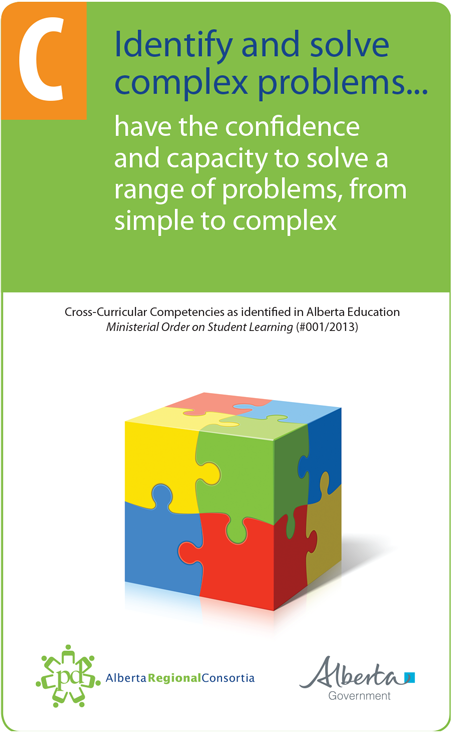 C
Identify and solve
complex problems...
have the confidence
and capacity to solve a
range of problems, from
simple to complex
Cross-Curricular Competencies as identified in Alberta Education
Ministerial Order on Student Learning (#001/2013)
pd
AlbertaRegionalConsortia
Alberta
Government